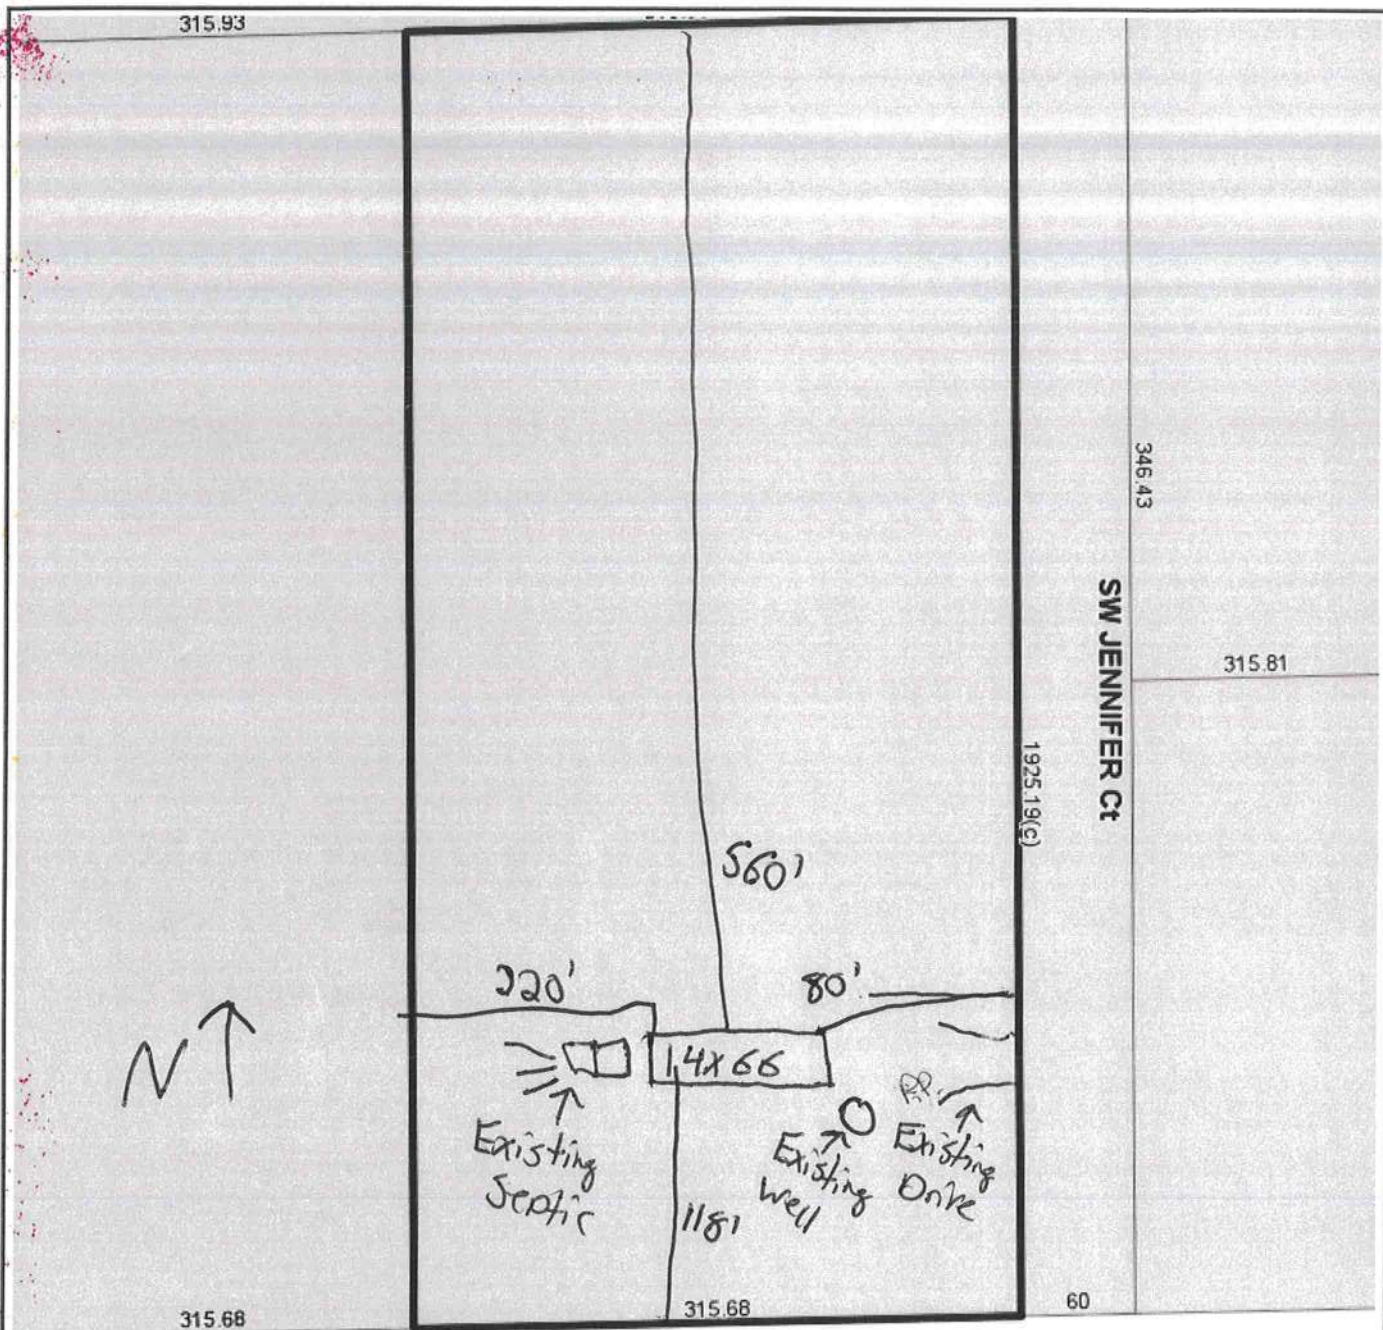 315.93
346.43
SW JENNIFER Ct
315.81
1925.19(c)
560'
220'
80'
N
14x66
Existing
Septic
Existing
Well
Existing
Drive
118'
315.68
315.68
60